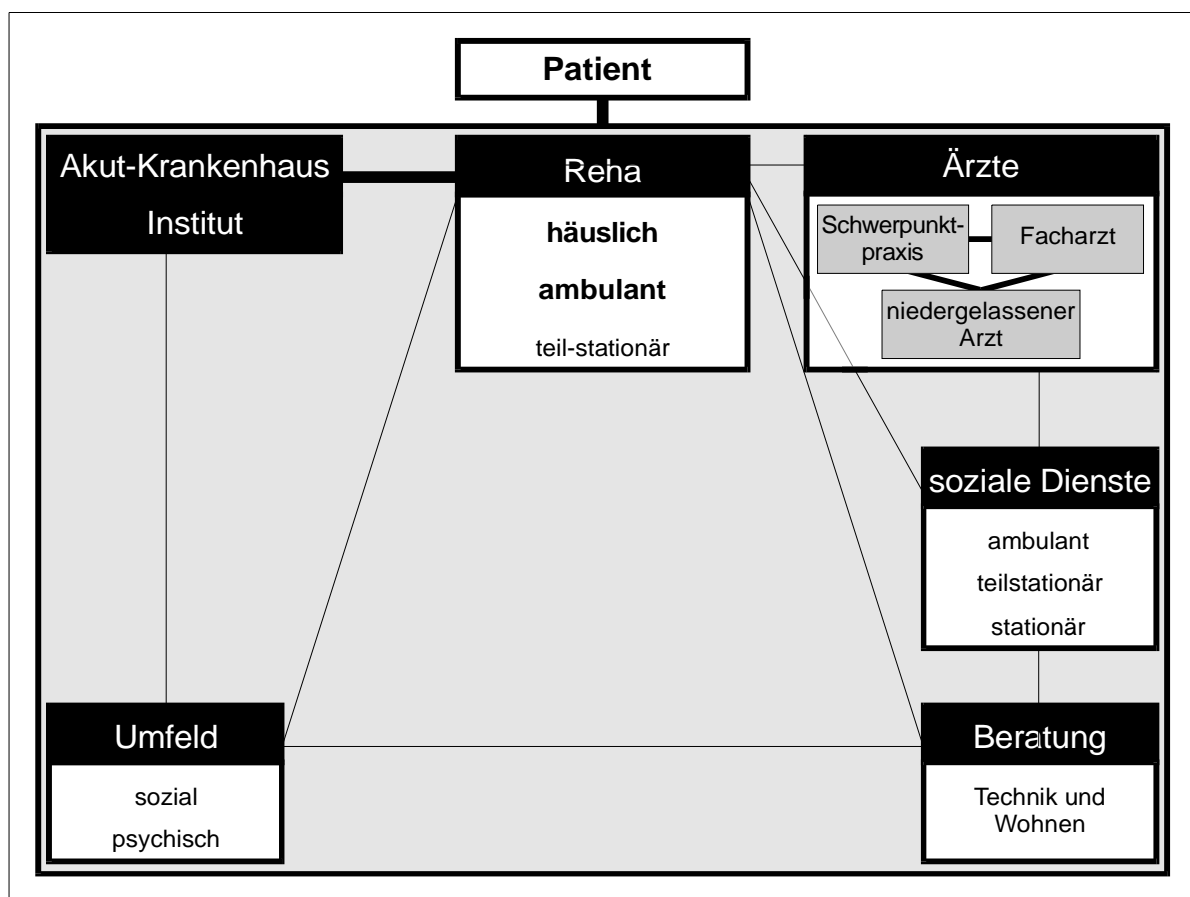 Patient
Akut-Krankenhaus
Institut
Reha
häuslich
ambulant
teil-stationär
Ärzte
Schwerpunkt-
praxis
Facharzt
niedergelassener
Arzt
soziale Dienste
ambulant
teilstationär
stationär
Umfeld
sozial
psychisch
Beratung
Technik und
Wohnen